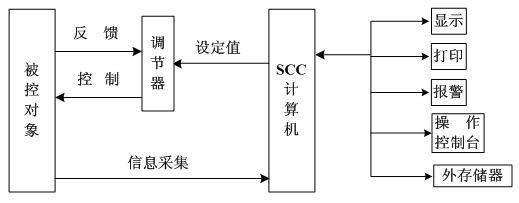 被控对象
反 馈
控 制
调节器
设定值
信息采集
SCC计算机
显示
打印
报警
操 作
控制台
外存储器